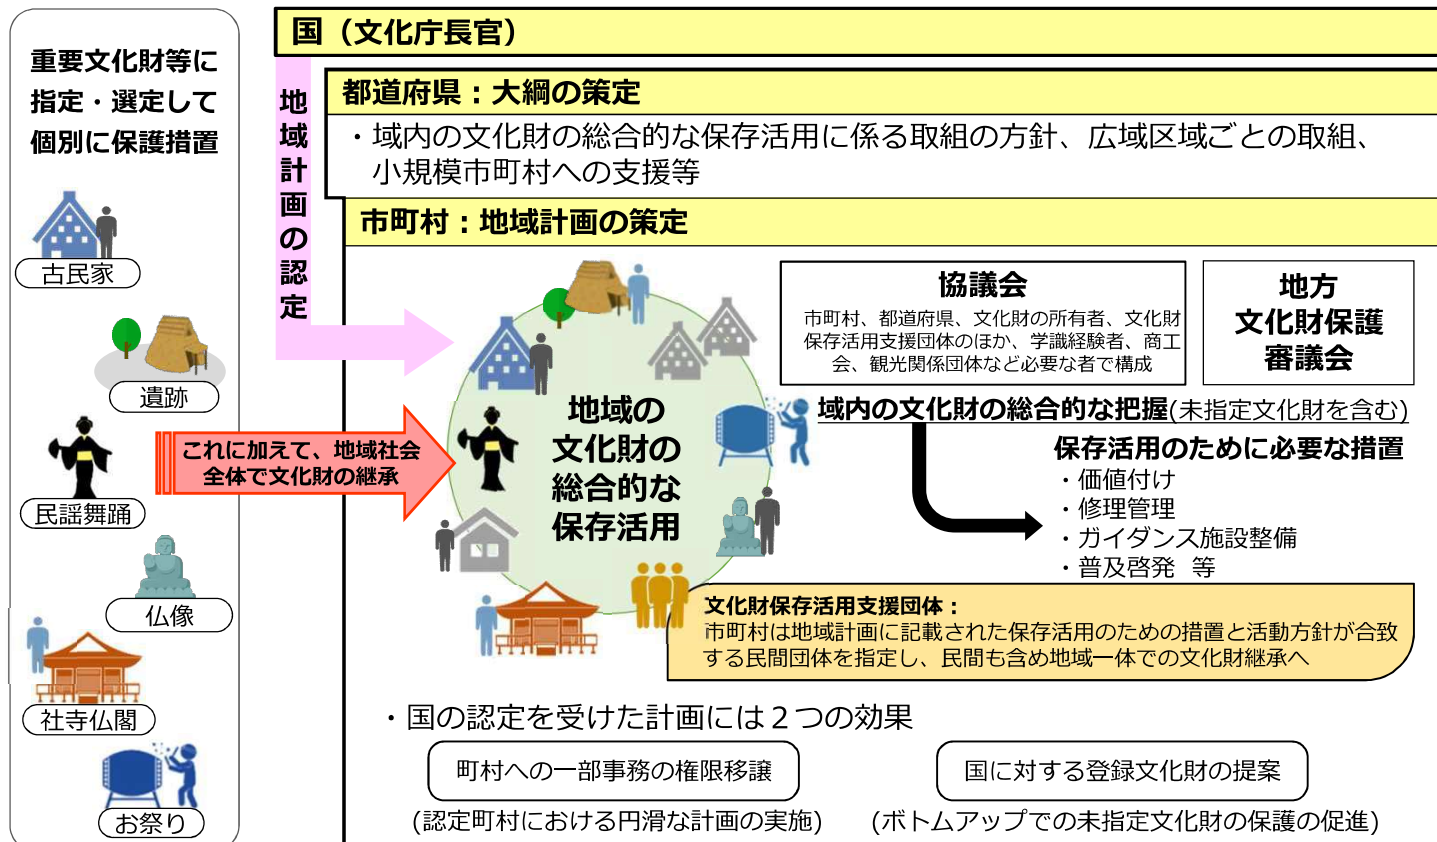 重要文化財等に
指定・選定して
個別に保護措置
古民家
遺跡
民謡舞踊
仏像
社寺仏閣
お祭り
これに加えて、地域社会
全体で文化財の継承
国（文化庁長官）
地域計画の認定
都道府県：大綱の策定
・域内の文化財の総合的な保存活用に係る取組の方針、広域区域ごとの取組、
小規模市町村への支援等
市町村：地域計画の策定
地域の
文化財の
総合的な
保存活用
協議会
市町村、都道府県、文化財の所有者、文化財
保存活用支援団体のほか、学識経験者、商工
会、観光関係団体など必要な者で構成
地方
文化財保護
審議会
域内の文化財の総合的な把握(未指定文化財を含む)
保存活用のために必要な措置
・価値付け
・修理管理
・ガイダンス施設整備
・普及啓発 等
文化財保存活用支援団体：
市町村は地域計画に記載された保存活用のための措置と活動方針が合致
する民間団体を指定し、民間も含め地域一体での文化財継承へ
・国の認定を受けた計画には２つの効果
町村への一部事務の権限移譲
(認定町村における円滑な計画の実施)
国に対する登録文化財の提案
(ボトムアップでの未指定文化財の保護の促進)